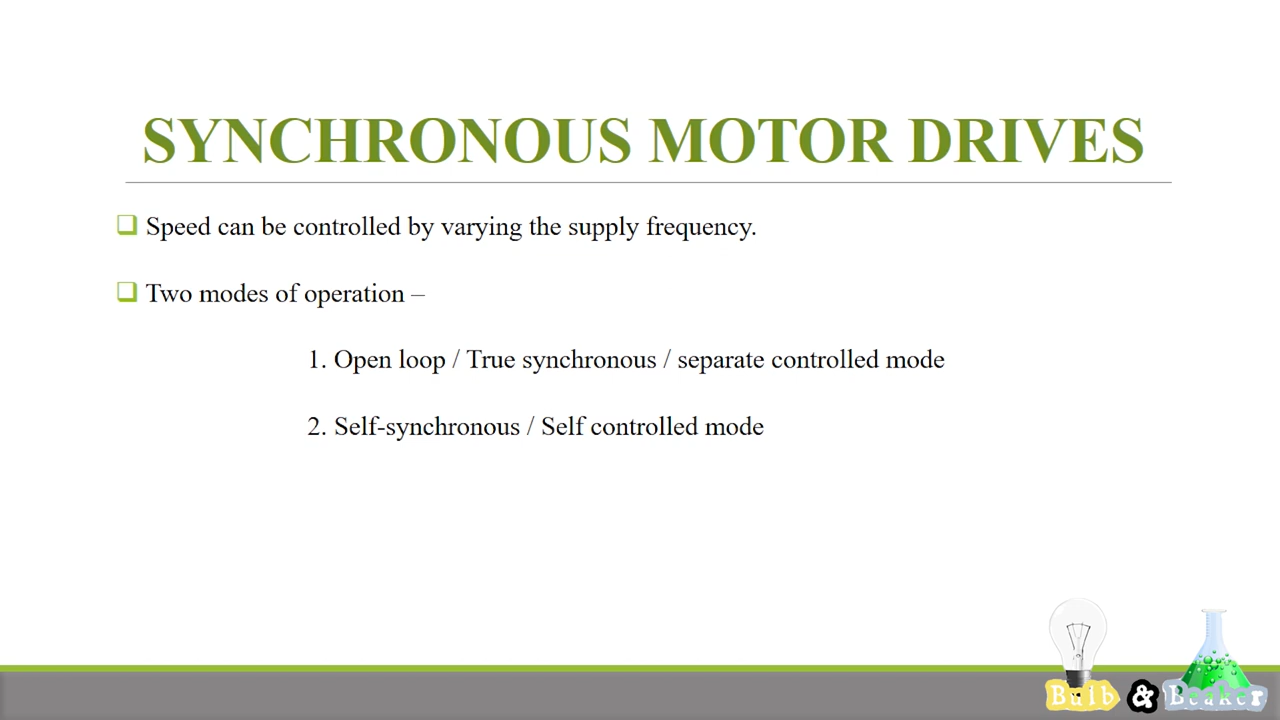 SYNCHRONOUS MOTOR DRIVES
Speed can be controlled by varying the supply frequency.
Two modes of operation –
1. Open loop / True synchronous / separate controlled mode
2. Self-synchronous / Self controlled mode
Bulb & Beaker